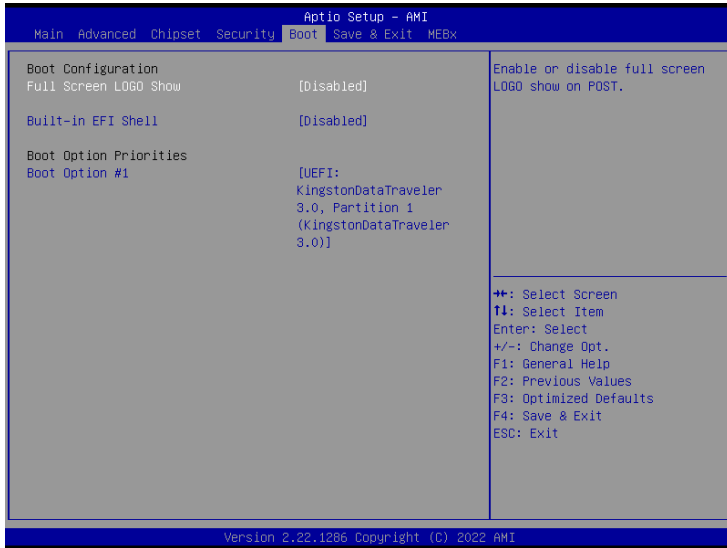 Aptio Setup - AMI
Main Advanced Chipset Security Boot Save & Exit MEBx
Boot Configuration
Full Screen LOGO Show [Disabled]
Built-in EFI Shell [Disabled]
Boot Option Priorities
Boot Option #1 [UEFI:
KingstonDataTraveler
3.0, Partition 1
(KingstonDataTraveler
3.0)]
Enable or disable full screen
LOGO show on POST.
→←: Select Screen
↑↓: Select Item
Enter: Select
+/-: Change Opt.
F1: General Help
F2: Previous Values
F3: Optimized Defaults
F4: Save & Exit
ESC: Exit
Version 2.22.1286 Copyright (C) 2022 AMI